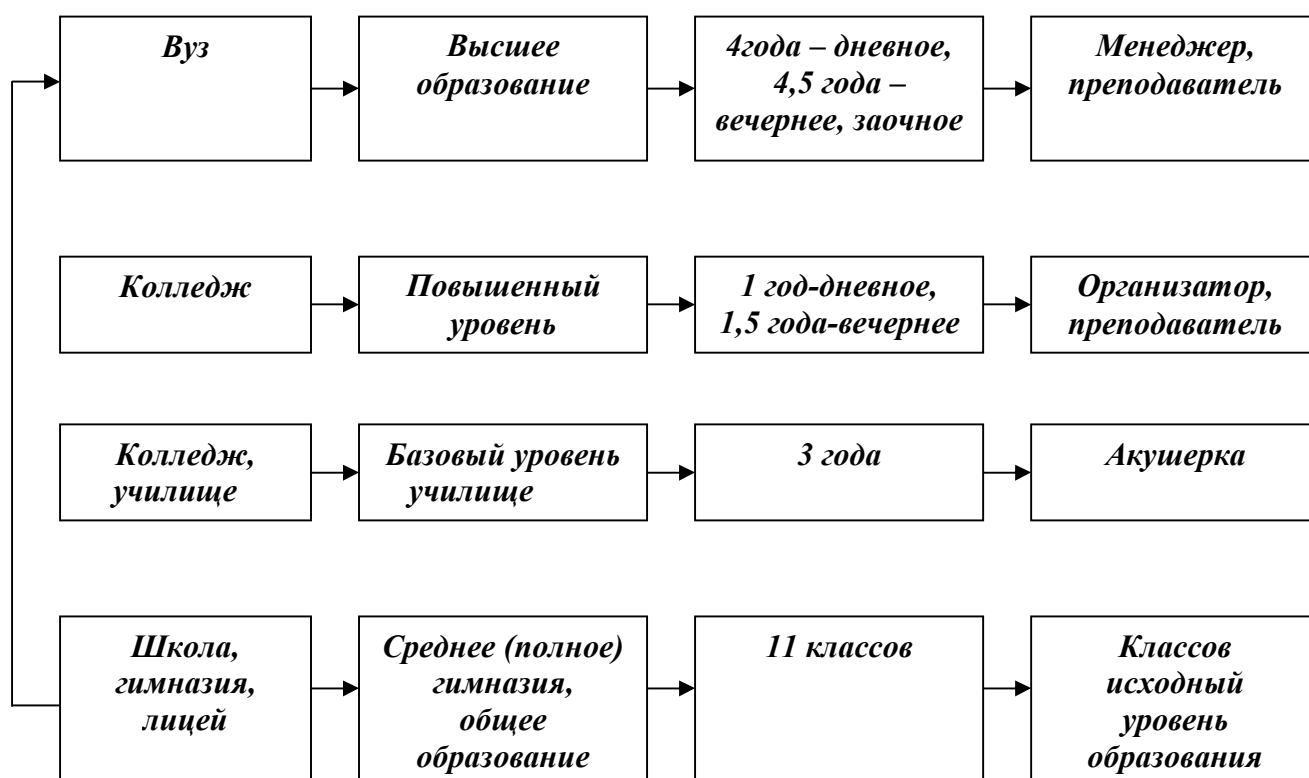 Вуз
Высшее
образование
4года – дневное,
4,5 года –
вечернее, заочное
Менеджер,
преподаватель
Колледж
Повышенный
уровень
1 год-дневное,
1,5 года-вечернее
Организатор,
преподаватель
Колледж,
училище
Базовый уровень
училище
3 года
Акушерка
Школа,
гимназия,
лицей
Среднее (полное)
гимназия,
общее
образование
11 классов
Классов
исходный
уровень
образования